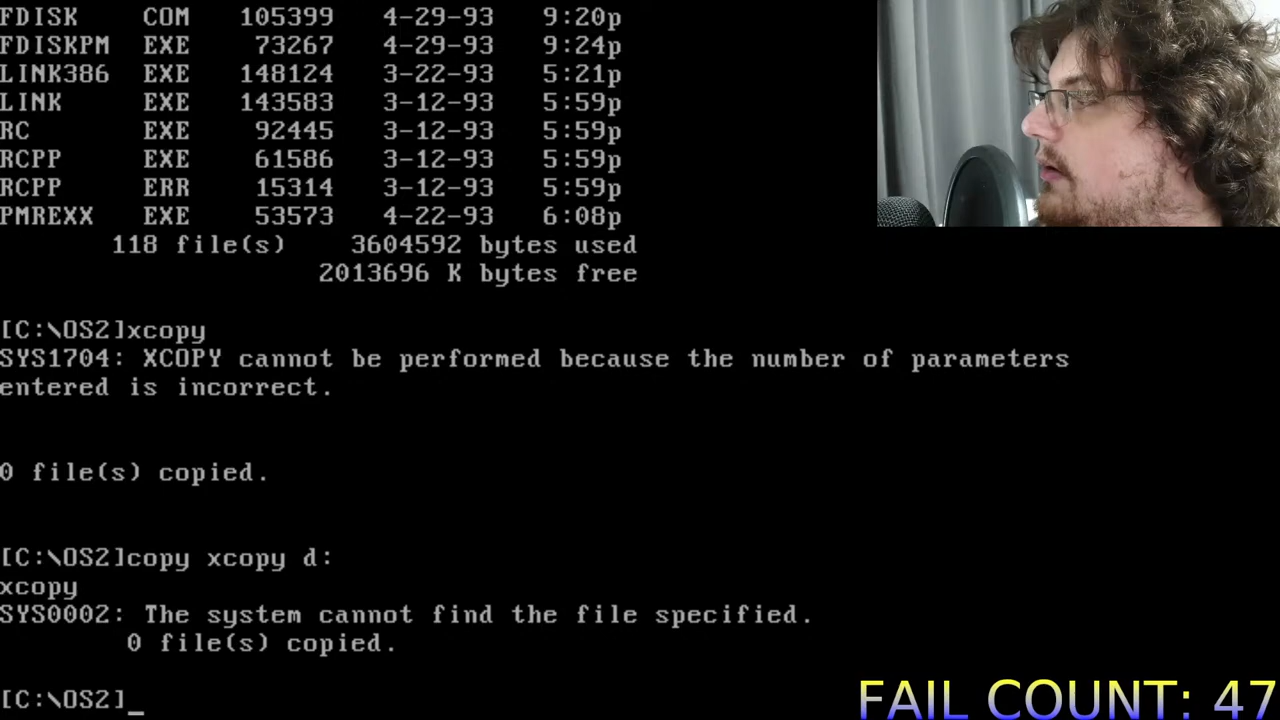 FDISK COM 105399 4-29-93 9:20p
FDISKPM EXE 73267 4-29-93 9:24p
LINK386 EXE 148124 3-22-93 5:21p
LINK EXE 143583 3-12-93 5:59p
RC EXE 92445 3-12-93 5:59p
RCPP EXE 61586 3-12-93 5:59p
RCPP ERR 15314 3-12-93 5:59p
PMREXX EXE 53573 4-22-93 6:08p
118 file(s) 3604592 bytes used
2013696 K bytes free
[C:\OS2]xcopy
SYS1704: XCOPY cannot be performed because the number of parameters
entered is incorrect.
0 file(s) copied.
[C:\OS2]copy xcopy d:
xcopy
SYS0002: The system cannot find the file specified.
0 file(s) copied.
[C:\OS2]_
FAIL COUNT: 47